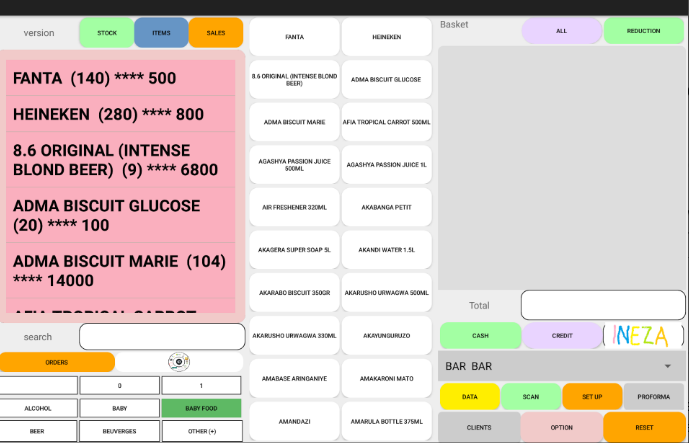 version
STOCK
ITEMS
SALES
FANTA (140) **** 500
HEINEKEN (280) **** 800
8.6 ORIGINAL (INTENSE
BLOND BEER) (9) **** 6800
ADMA BISCUIT GLUCOSE
(20) **** 100
ADMA BISCUIT MARIE (104)
**** 14000
AFIA TROPICAL CARROT
search
ORDERS
0
1
ALCOHOL
BABY
BABY FOOD
BEER
BEUVERGES
OTHER (+)
FANTA
HEINEKEN
8.6 ORIGINAL (INTENSE BLOND
BEER)
ADMA BISCUIT GLUCOSE
ADMA BISCUIT MARIE
AFIA TROPICAL CARROT 500ML
AGASHYA PASSION JUICE
500ML
AGASHYA PASSION JUICE 1L
AIR FRESHENER 320ML
AKABANGA PETIT
AKAGERA SUPER SOAP 5L
AKANDI WATER 1.5L
AKARABO BISCUIT 350GR
AKARUSHO URWAGWA 500ML
AKARUSHO URWAGWA 330ML
AKAYUNGURUZO
AMABASE ARINGANIYE
AMAKARONI MATO
AMANDAZI
AMARULA BOTTLE 375ML
Basket
ALL
REDUCTION
Total
CASH
CREDIT
INEZA
BAR BAR
DATA
SCAN
SET UP
PROFORMA
CLIENTS
OPTION
RESET